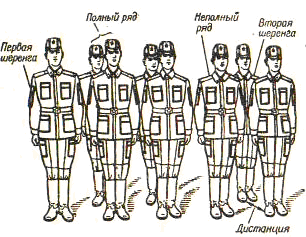 Полный ряд
Неполный
ряд
Вторая
шеренга
Первая
шеренга
Дистанция